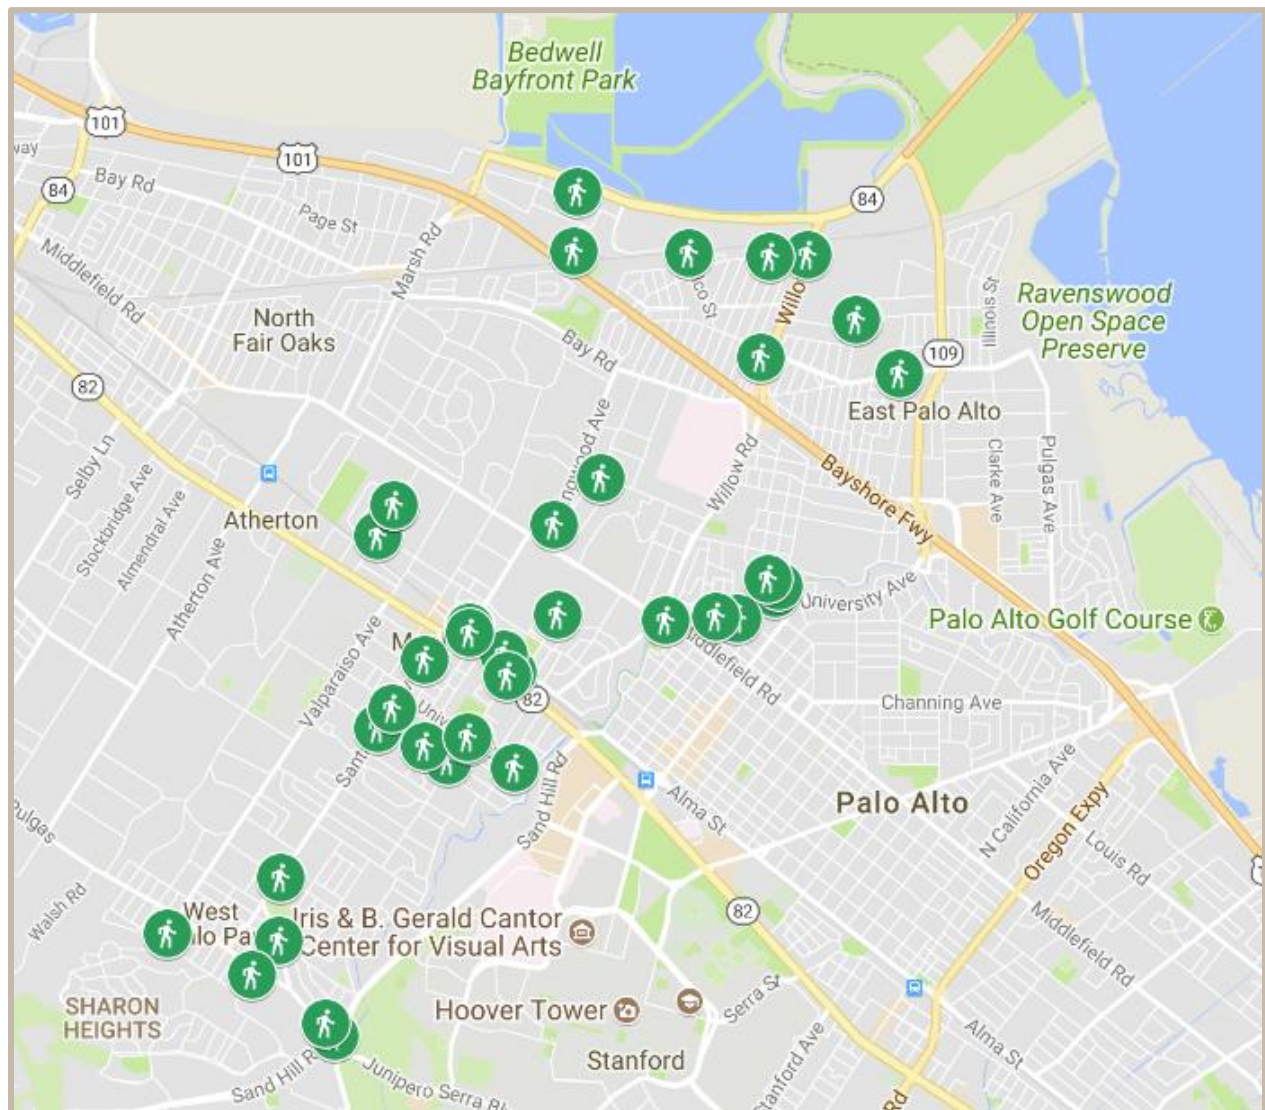 Bedwell
Bayfront Park
101
101
way
84
Bay Rd
84
Page St
Marsh Rd
Middlefield Rd
Willo
Illinois St
Ravenswood
Open Space
Preserve
North
Fair Oaks
Bay Rd
109
82
East Palo Alto
Selby Ln
Stockbridge Ave
Almendral Ave
Willow Rd
Clarke Ave
Pulgas Ave
Bayshore Fwy
Atherton
Atherton Ave
University Ave
Palo Alto Golf Course
Valparaiso Ave
M
Middlefield Rd
82
Channing Ave
Univ
Sant
Sand Hill Rd
Alma St
Palo Alto
N California Ave
Oregon Expy
Louis Rd
Pulgas
Walsh Rd
West
lo Pa
Iris & B. Gerald Cantor
Center for Visual Arts
82
Middlefield Rd
SHARON
HEIGHTS
Hoover Tower
Serra St
Stanford
Alma St
Sand Hill R
Junipero Serra Bl
Stanford Ave
Rd